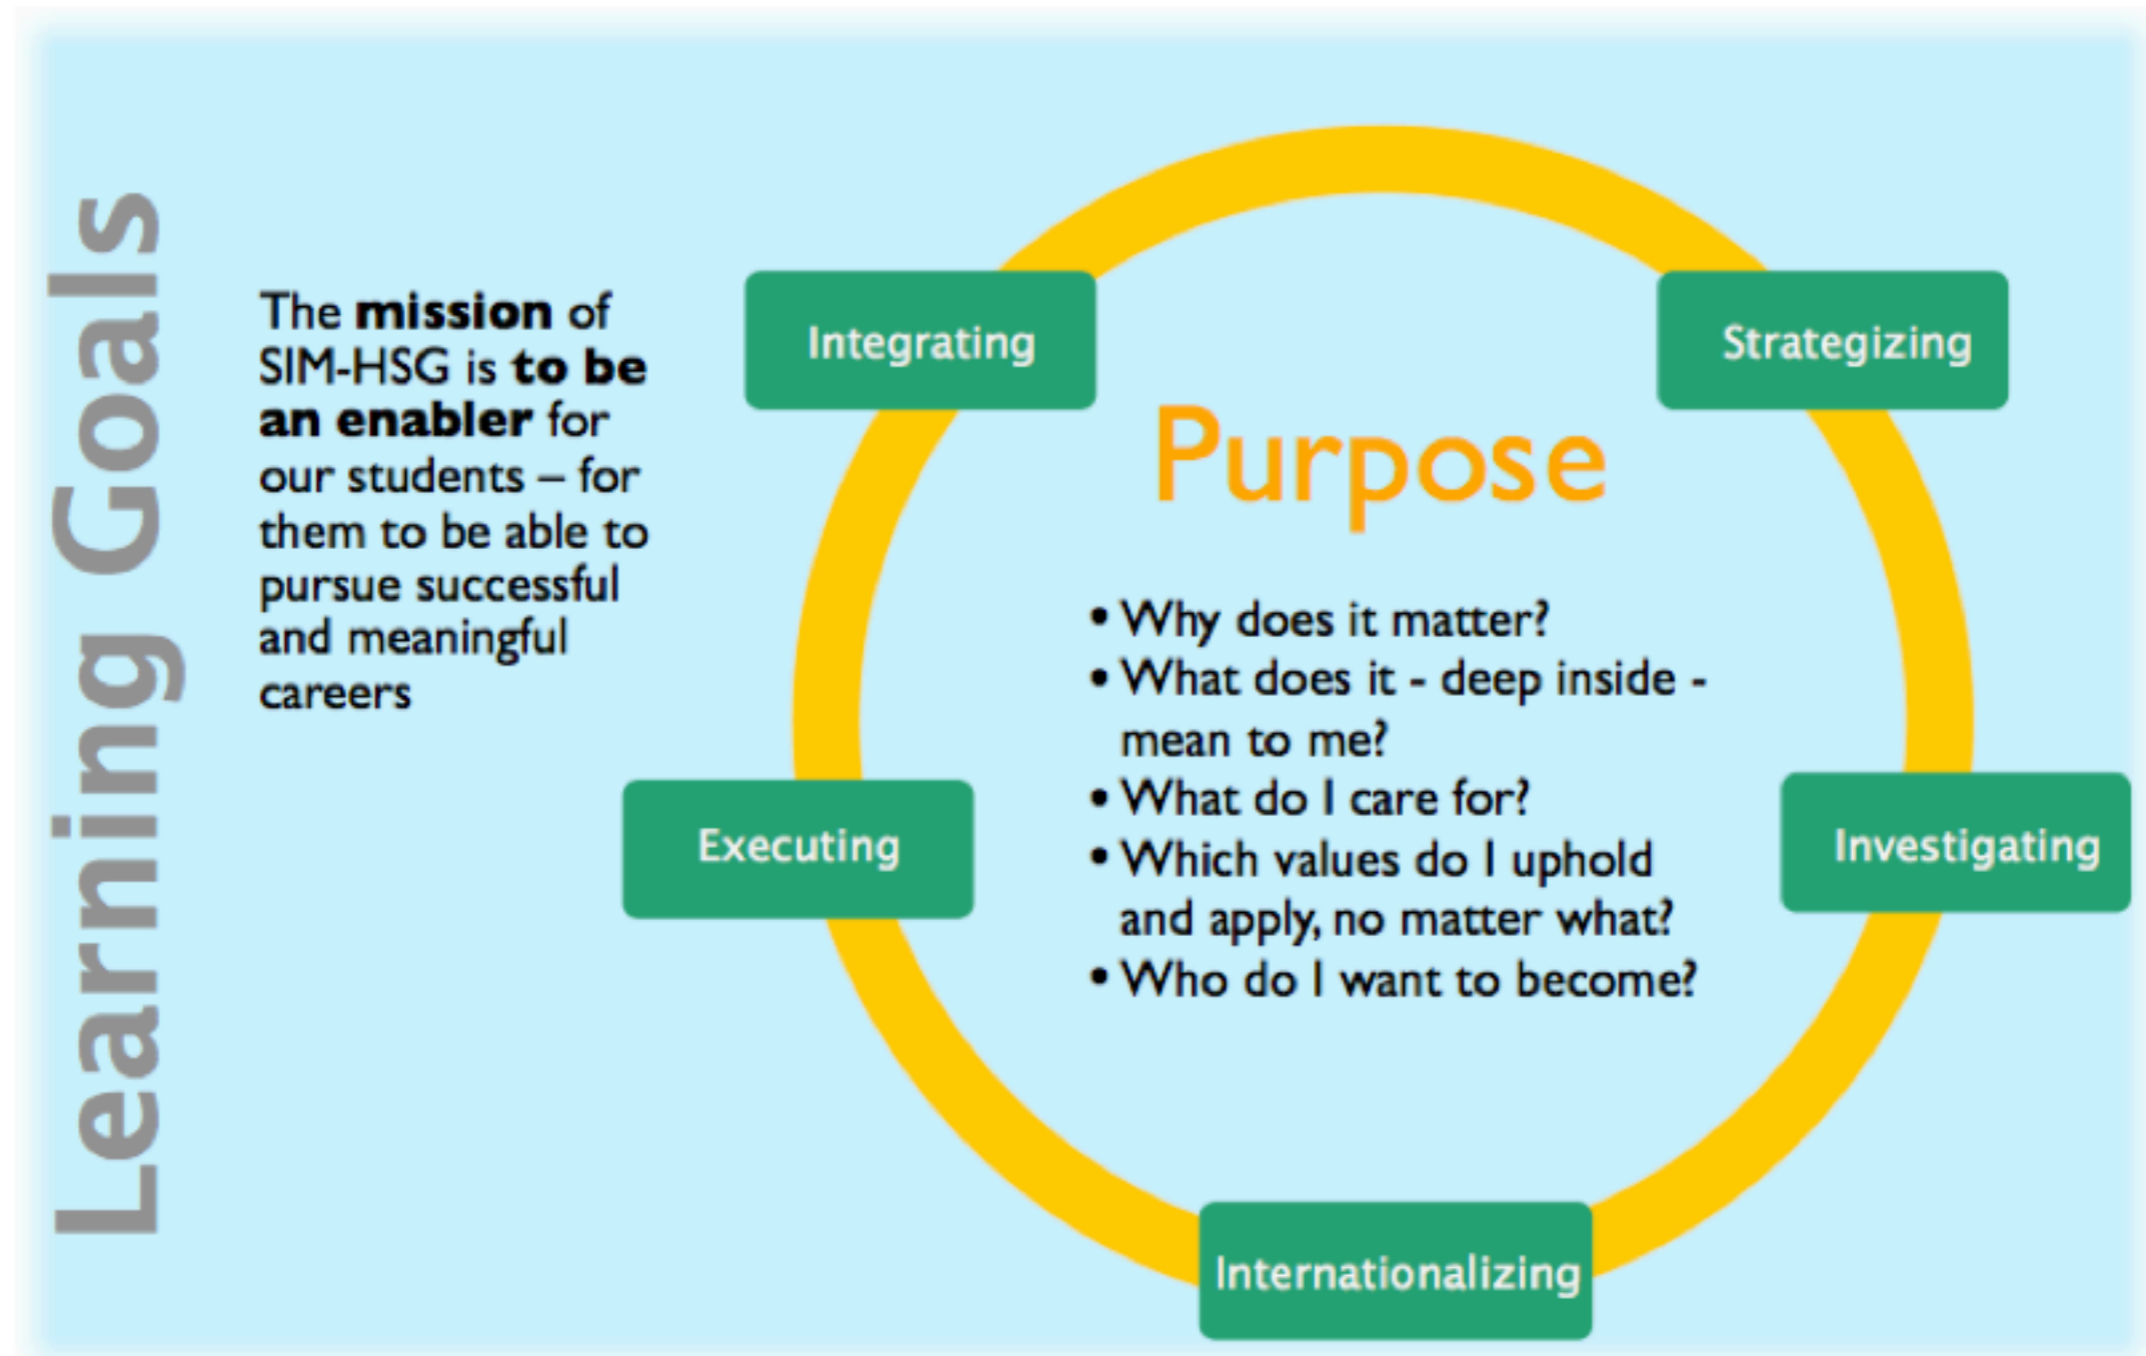 Learning Goals
The mission of
SIM-HSG is to be
an enabler for
our students – for
them to be able to
pursue successful
and meaningful
careers
Integrating
Strategizing
Purpose
• Why does it matter?
• What does it - deep inside -
mean to me?
• What do I care for?
• Which values do I uphold
and apply, no matter what?
• Who do I want to become?
Executing
Investigating
Internationalizing